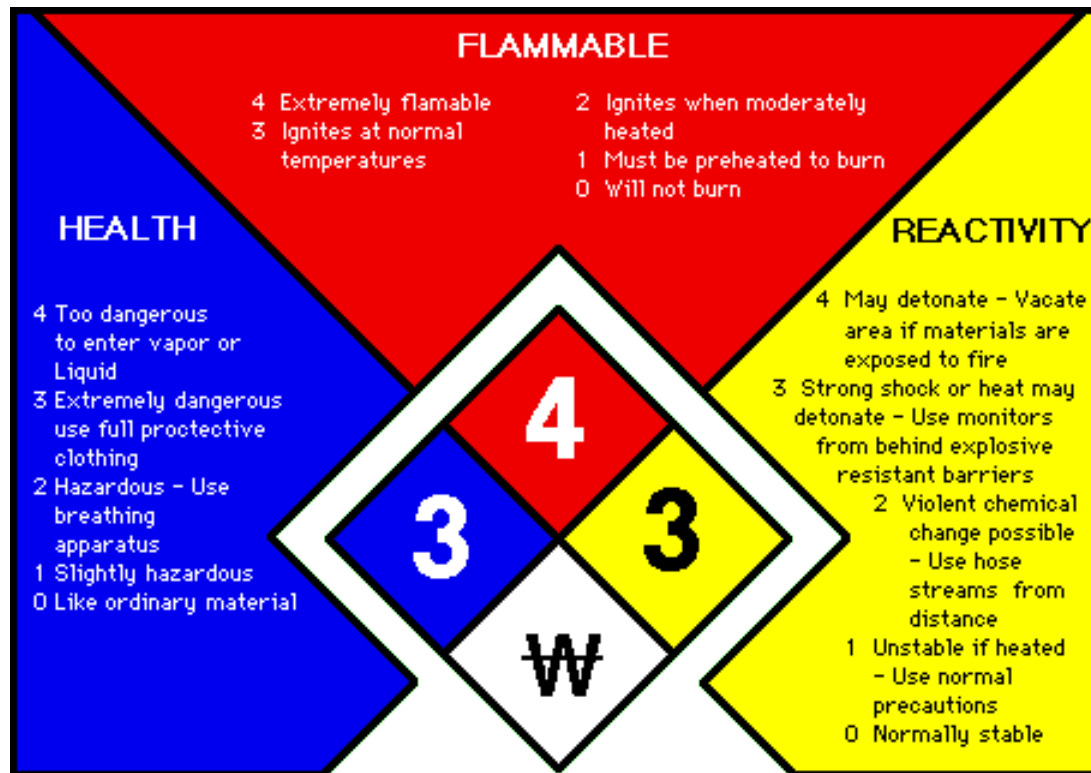 FLAMMABLE
4 Extremely flamable
3 Ignites at normal
temperatures
2 Ignites when moderately
heated
1 Must be preheated to burn
0 Will not burn
HEALTH
4 Too dangerous
to enter vapor or
Liquid
3 Extremely dangerous
use full proctective
clothing
2 Hazardous - Use
breathing
apparatus
1 Slightly hazardous
0 Like ordinary material
REACTIVITY
4 May detonate - Vacate
area if materials are
exposed to fire
3 Strong shock or heat may
detonate - Use monitors
from behind explosive
resistant barriers
2 Violent chemical
change possible
- Use hose
streams from
distance
1 Unstable if heated
- Use normal
precautions
0 Normally stable
4
3 3
W